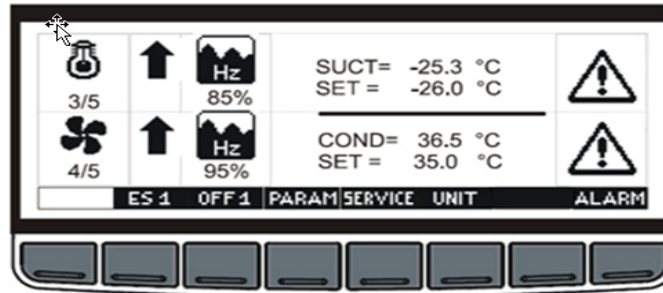 Hz
SUCT= -25.3 °C
SET = -26.0 °C
3/5
85%
Hz
COND= 36.5 °C
SET = 35.0 °C
4/5
95%
ES 1 OFF 1 PARAM SERVICE UNIT ALARM